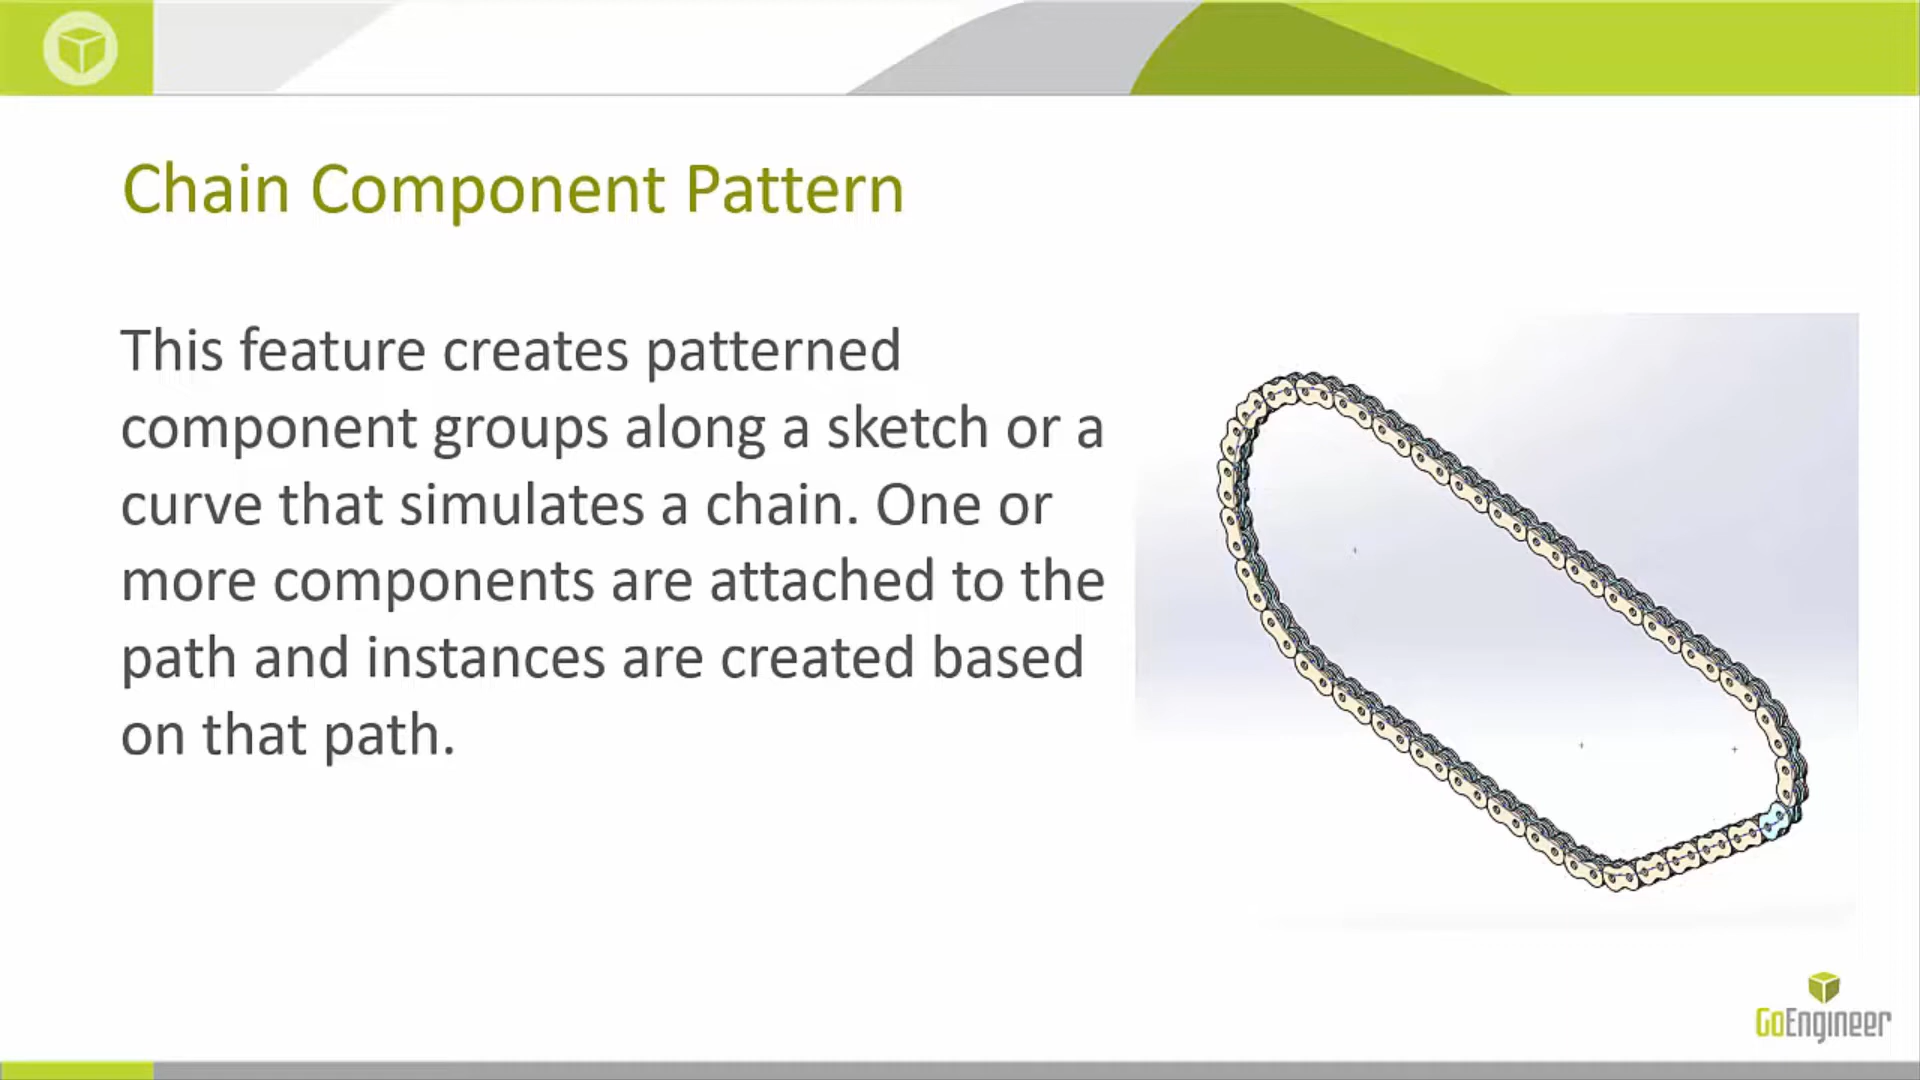 Chain Component Pattern
This feature creates patterned
component groups along a sketch or a
curve that simulates a chain. One or
more components are attached to the
path and instances are created based
on that path.
GoEngineer